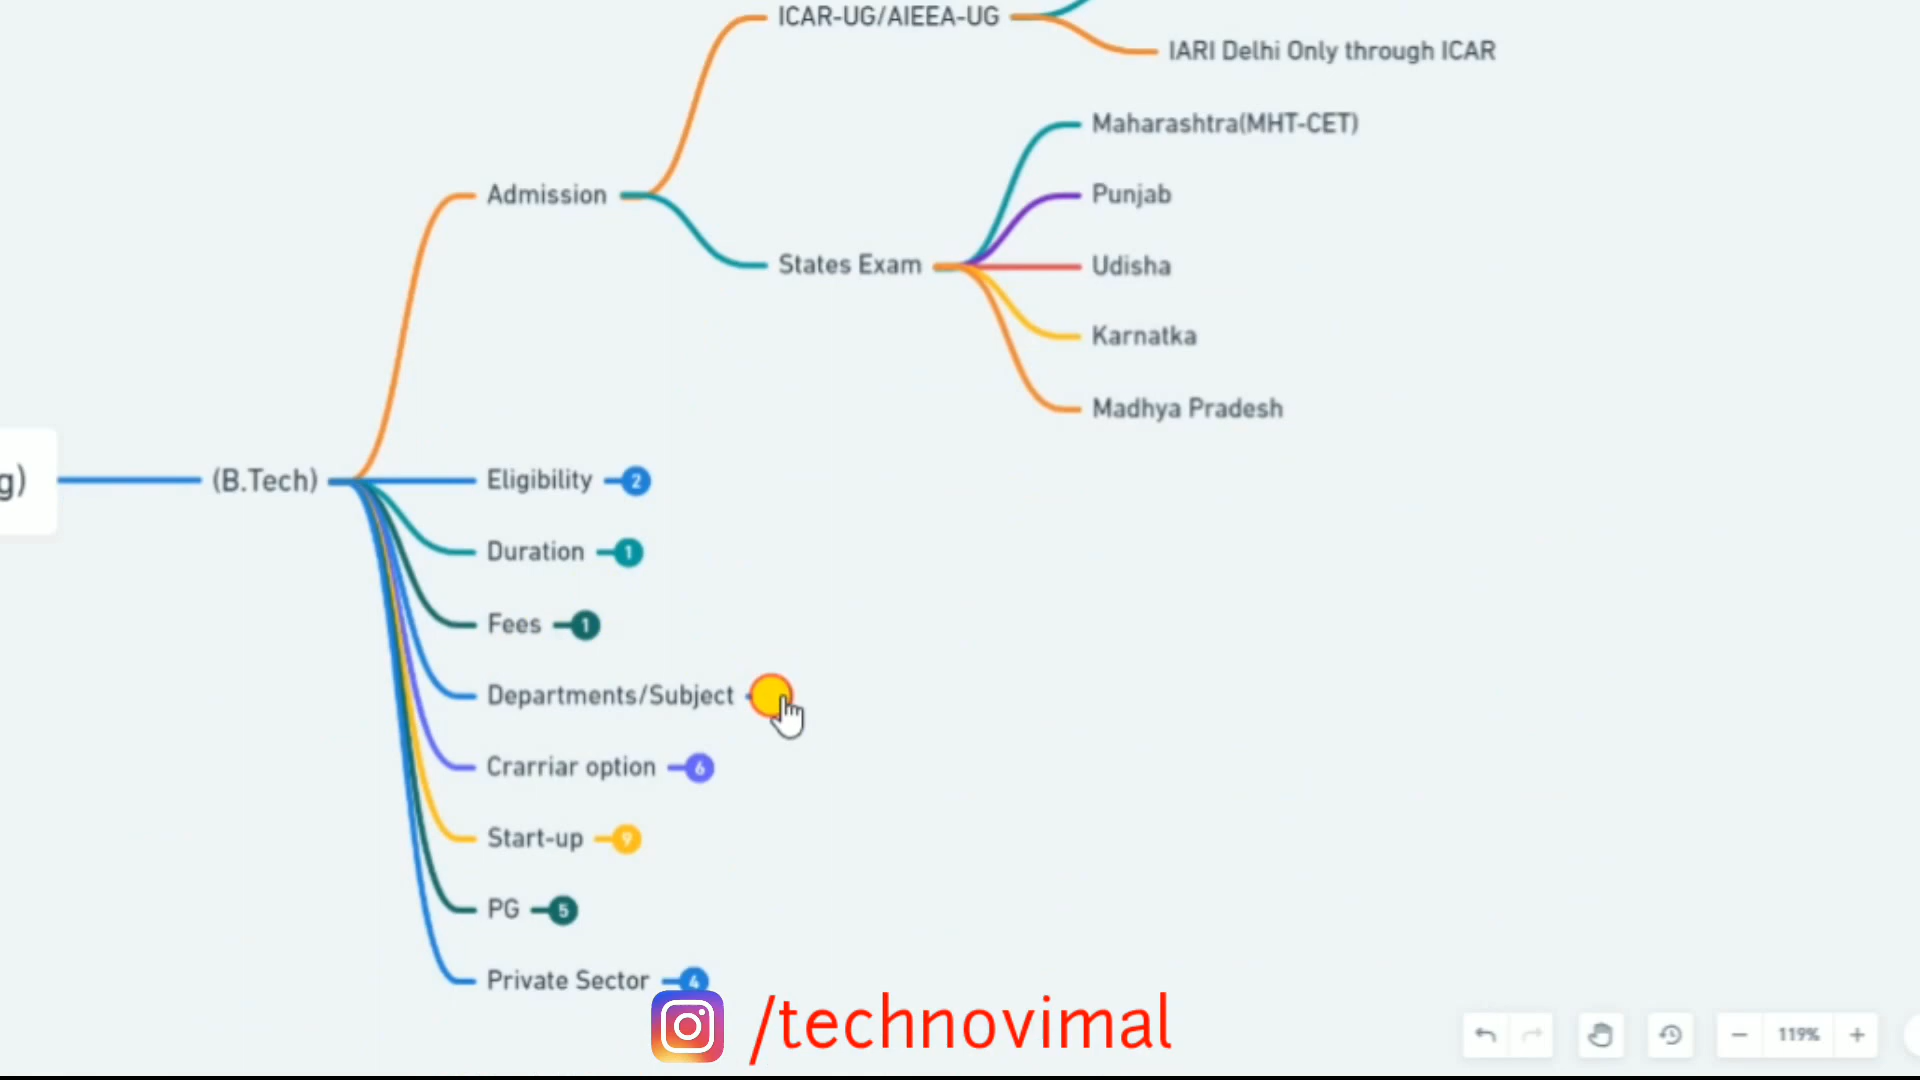 ICAR-UG/AIEEA-UG
IARI Delhi Only through ICAR
Maharashtra(MHT-CET)
Admission
Punjab
States Exam
Udisha
Karnatka
Madhya Pradesh
g)
(B.Tech)
Eligibility 2
Duration 1
Fees 1
Departments/Subject
Crarriar option 6
Start-up 9
PG 5
Private Sector 4
/technovimal
119%